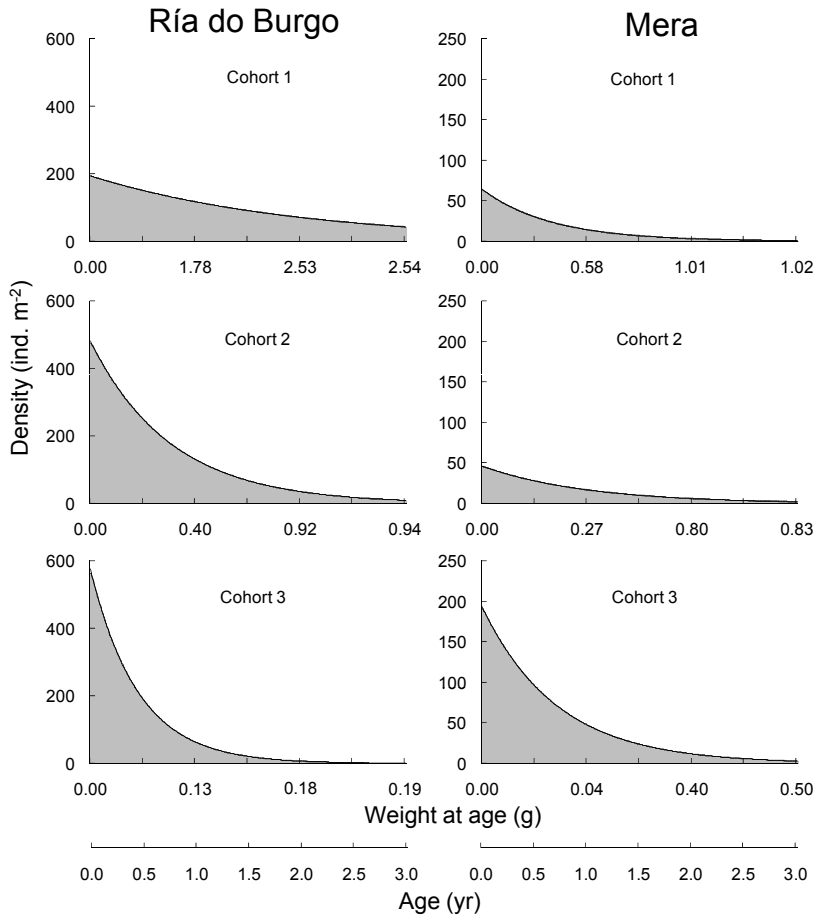 Ría do Burgo
Mera
600
400
200
0
Cohort 1
0.00 1.78 2.53 2.54
250
200
150
100
50
0
Cohort 1
0.00 0.58 1.01 1.02
Density (ind. m-2)
600
400
200
0
Cohort 2
0.00 0.40 0.92 0.94
250
200
150
100
50
0
Cohort 2
0.00 0.27 0.80 0.83
600
400
200
0
Cohort 3
0.00 0.13 0.18 0.19
250
200
150
100
50
0
Cohort 3
0.00 0.04 0.40 0.50
Weight at age (g)
0.0 0.5 1.0 1.5 2.0 2.5 3.0
0.0 0.5 1.0 1.5 2.0 2.5 3.0
Age (yr)